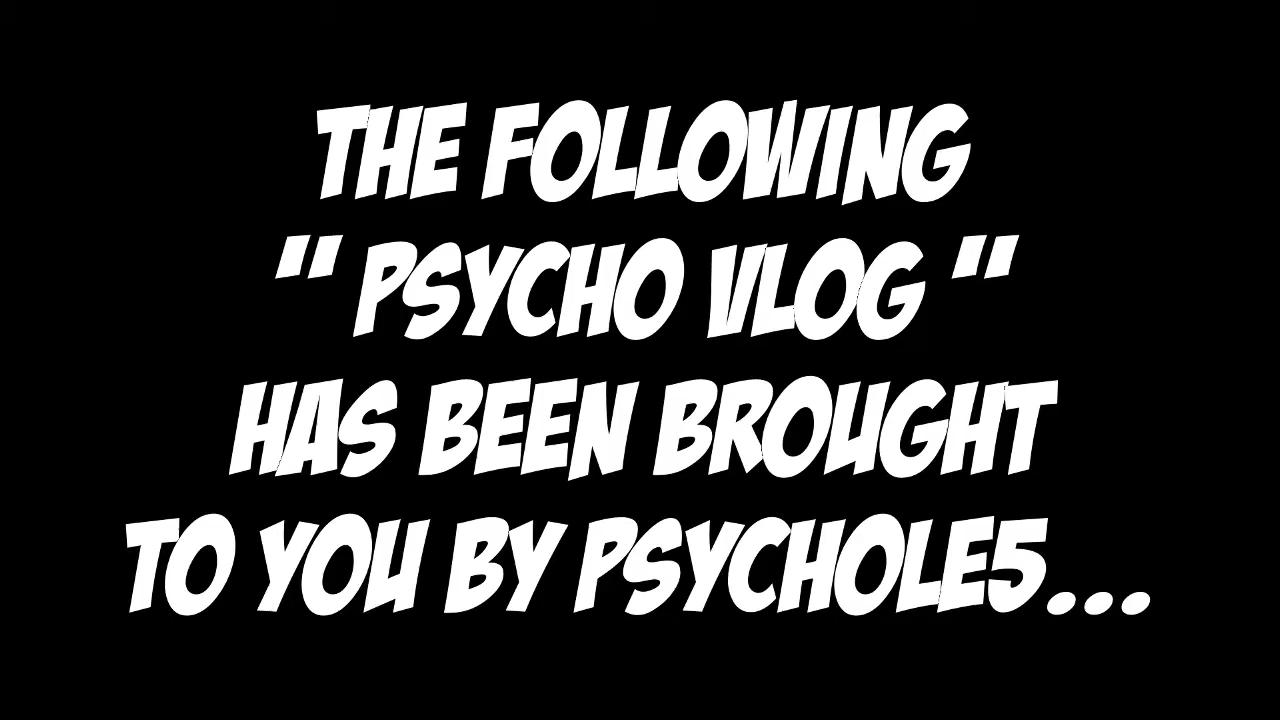 THE FOLLOWING
" PSYCHO VLOG "
HAS BEEN BROUGHT
TO YOU BY PSYCHOLE5...